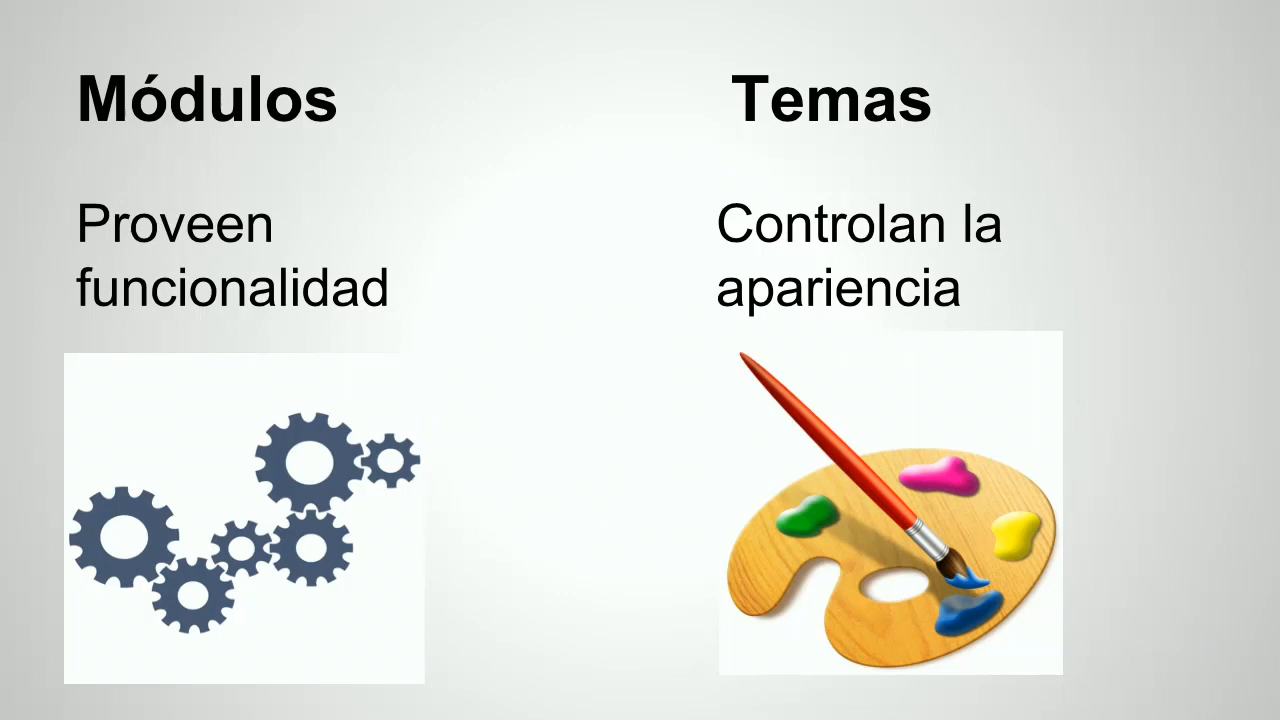 Módulos
Proveen
funcionalidad
Temas
Controlan la
apariencia